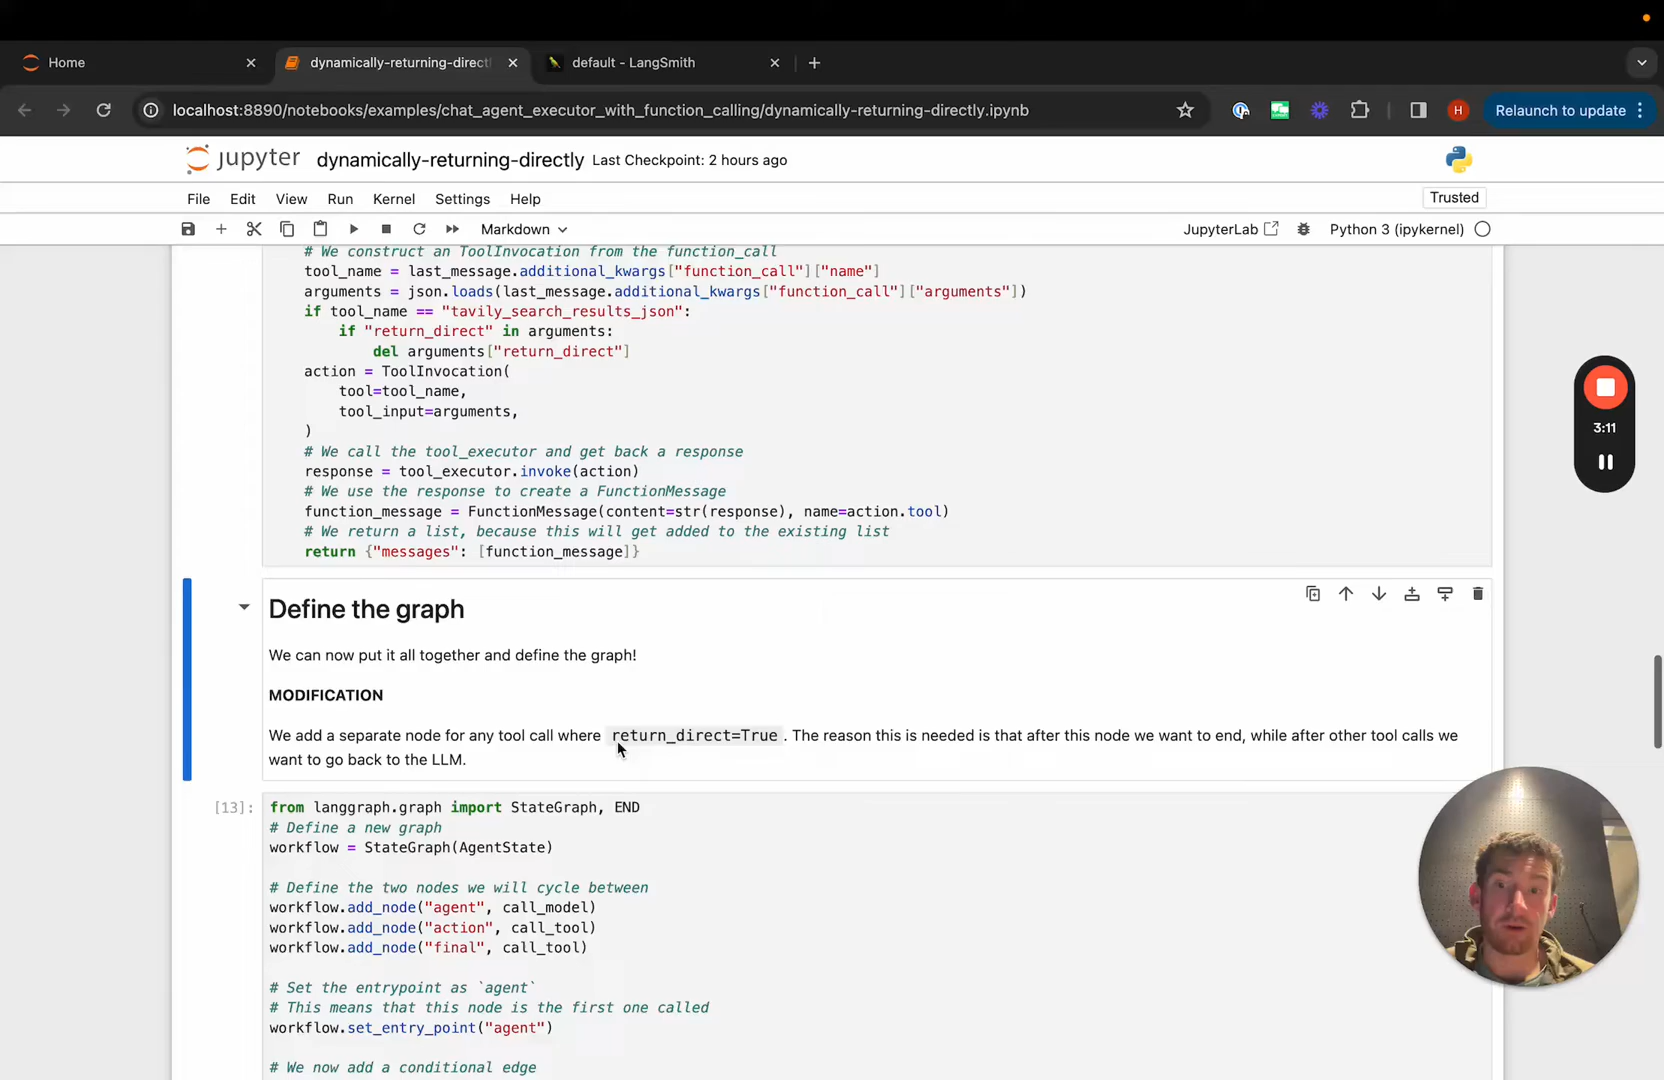 Home
dynamically-returning-directl
default - LangSmith
localhost:8890/notebooks/examples/chat_agent_executor_with_function_calling/dynamically-returning-directly.ipynb
H
Relaunch to update
jupyter dynamically-returning-directly Last Checkpoint: 2 hours ago
File Edit View Run Kernel Settings Help
Trusted
Markdown
JupyterLab
Python 3 (ipykernel)
# We construct an ToolInvocation from the function_call
tool_name = last_message.additional_kwargs["function_call"]["name"]
arguments = json.loads(last_message.additional_kwargs["function_call"]["arguments"])
if tool_name == "tavily_search_results_json":
if "return_direct" in arguments:
del arguments["return_direct"]
action = ToolInvocation(
tool=tool_name,
tool_input=arguments,
)
# We call the tool_executor and get back a response
response = tool_executor.invoke(action)
# We use the response to create a FunctionMessage
function_message = FunctionMessage(content=str(response), name=action.tool)
# We return a list, because this will get added to the existing list
return {"messages": [function_message]}
3:11
Define the graph
We can now put it all together and define the graph!
MODIFICATION
We add a separate node for any tool call where return_direct=True . The reason this is needed is that after this node we want to end, while after other tool calls we
want to go back to the LLM.
[13]:
from langgraph.graph import StateGraph, END
# Define a new graph
workflow = StateGraph(AgentState)
# Define the two nodes we will cycle between
workflow.add_node("agent", call_model)
workflow.add_node("action", call_tool)
workflow.add_node("final", call_tool)
# Set the entrypoint as `agent`
# This means that this node is the first one called
workflow.set_entry_point("agent")
# We now add a conditional edge